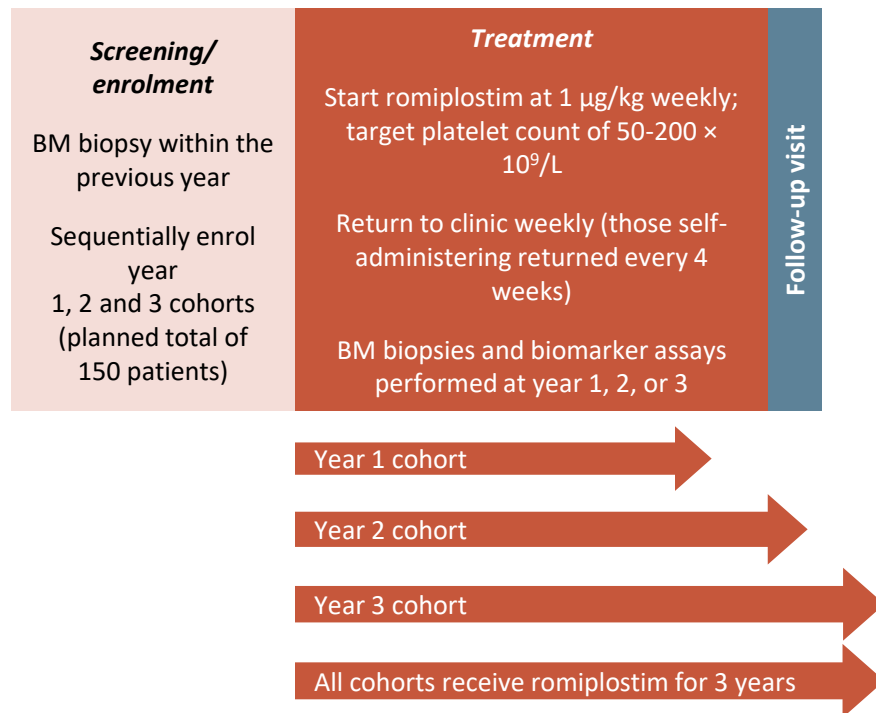 Screening/
enrolment
BM biopsy within the
previous year
Sequentially enrol
year
1, 2 and 3 cohorts
(planned total of
150 patients)
Treatment
Start romiplostim at 1 µg/kg weekly;
target platelet count of 50-200 ×
10⁹/L
Return to clinic weekly (those self-
administering returned every 4
weeks)
BM biopsies and biomarker assays
performed at year 1, 2, or 3
Follow-up visit
Year 1 cohort
Year 2 cohort
Year 3 cohort
All cohorts receive romiplostim for 3 years